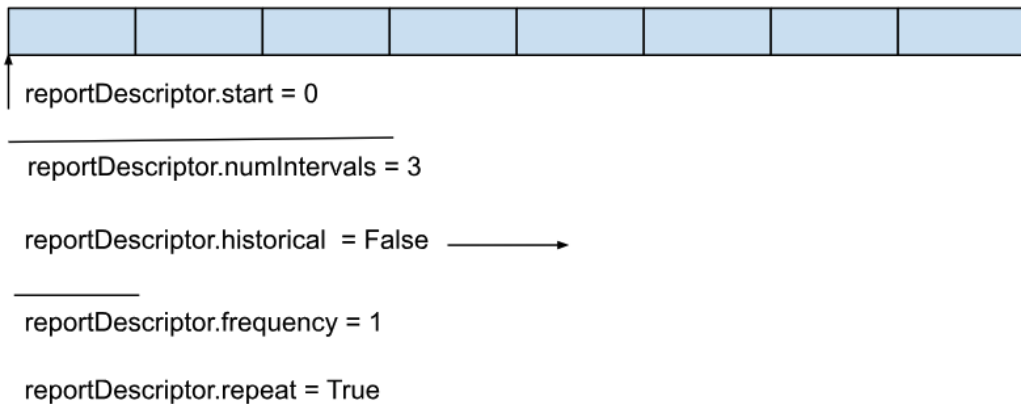 reportDescriptor.start = 0
reportDescriptor.numIntervals = 3
reportDescriptor.historical = False
reportDescriptor.frequency = 1
reportDescriptor.repeat = True